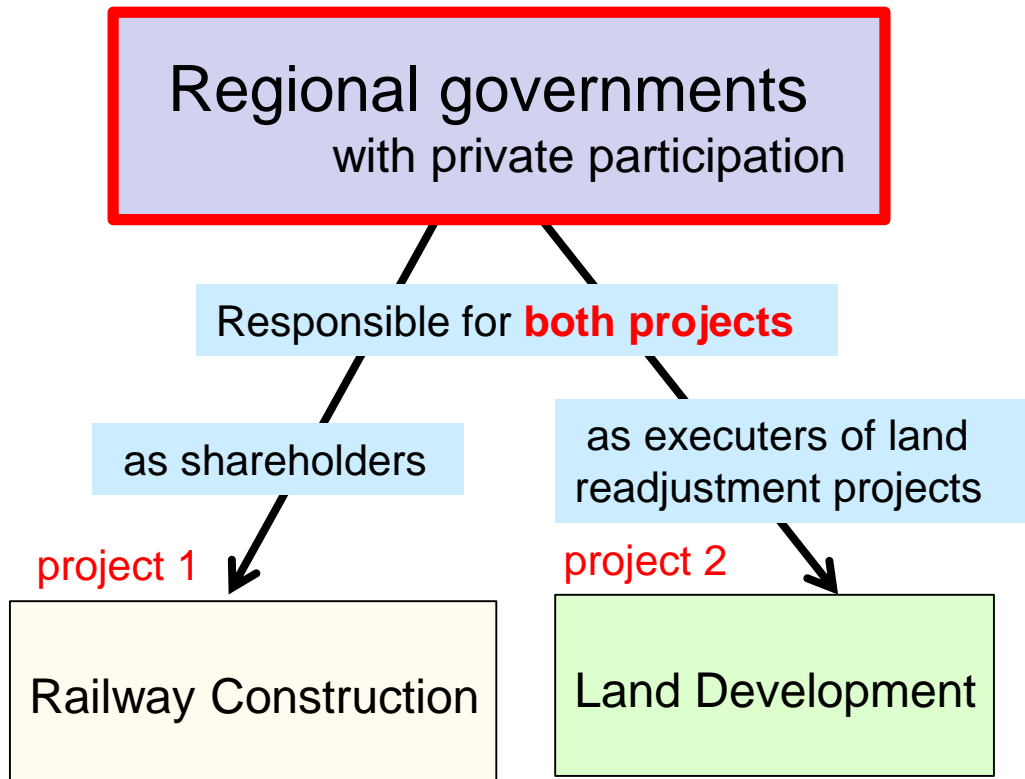 Regional governments
with private participation
Responsible for both projects
as shareholders
as executers of land
readjustment projects
project 1
project 2
Railway Construction
Land Development